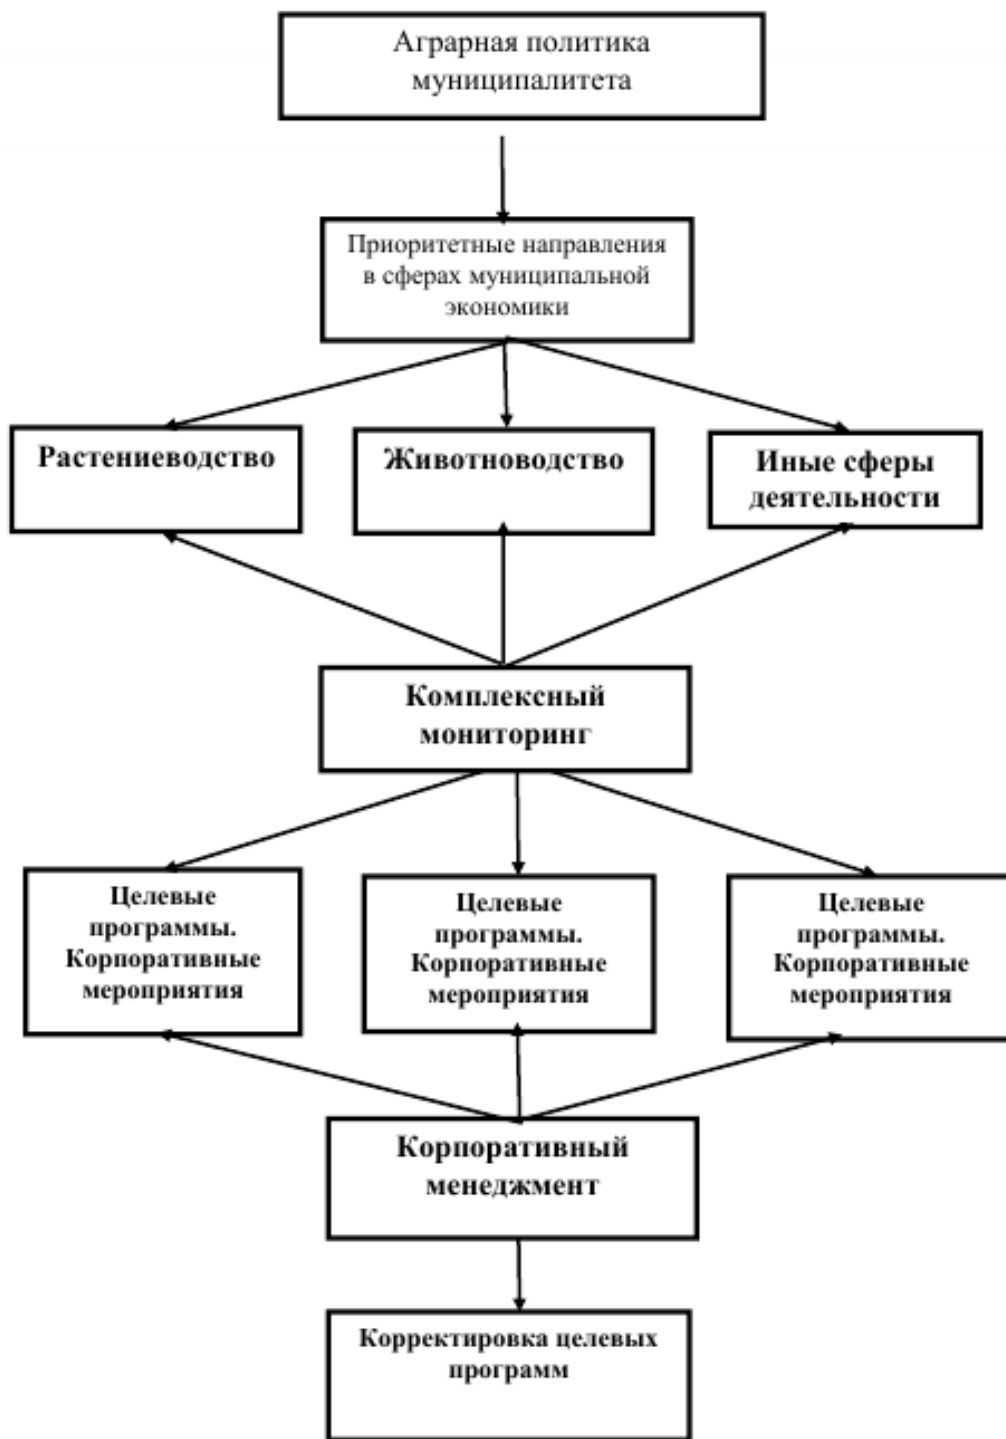 Аграрная политика
муниципалитета
Приоритетные направления
в сферах муниципальной
экономики
Растениеводство
Животноводство
Иные сферы
деятельности
Комплексный
мониторинг
Целевые
программы.
Корпоративные
мероприятия
Целевые
программы.
Корпоративные
мероприятия
Целевые
программы.
Корпоративные
мероприятия
Корпоративный
менеджмент
Корректировка целевых
программ